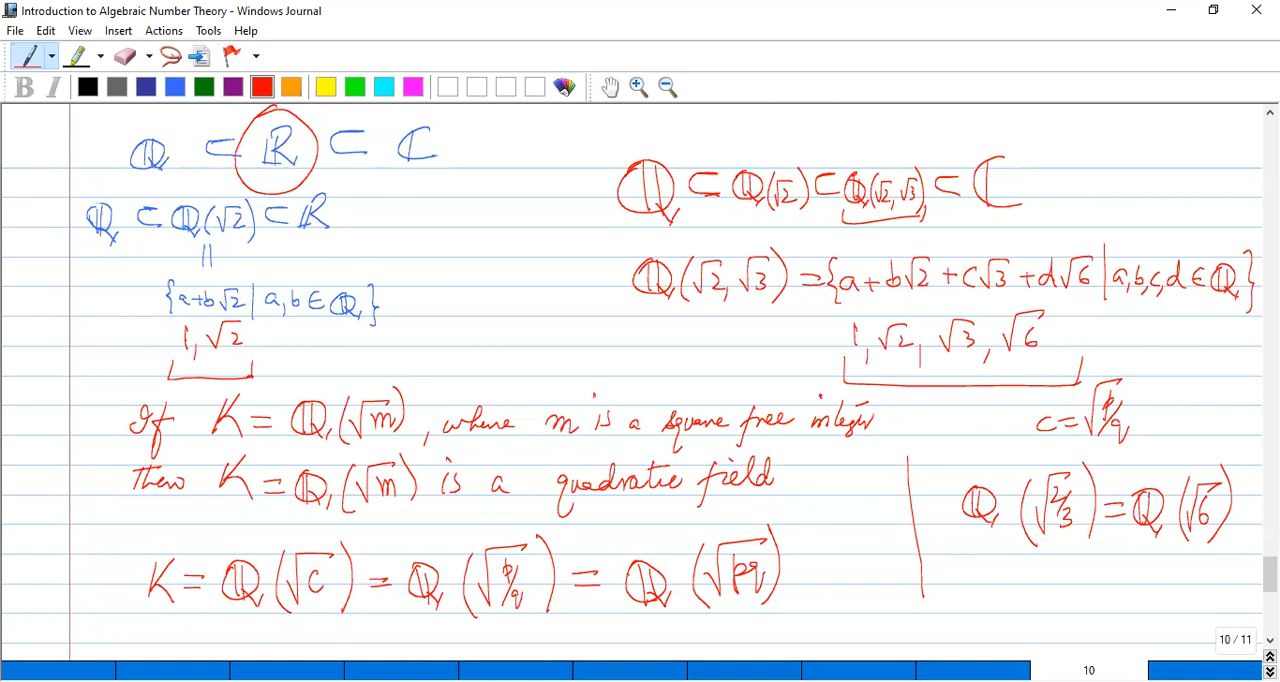 Introduction to Algebraic Number Theory - Windows Journal
File Edit View Insert Actions Tools Help
B I
ℚ ⊂ ℝ ⊂ ℂ
ℚ ⊂ ℚ(√2) ⊂ ℝ
||
{a+b√2 | a, b ∈ ℚ}
1, √2
ℚ ⊆ ℚ(√2) ⊂ ℚ(√2, √3) ⊂ ℂ
ℚ(√2, √3) = {a + b√2 + c√3 + d√6 | a, b, c, d ∈ ℚ}
1, √2, √3, √6
If K = ℚ(√m), where m is a square free integer
c = √p/q
then K = ℚ(√m) is a quadratic field
ℚ(√2/3) = ℚ(√6)
K = ℚ(√c) = ℚ(√p/q) = ℚ(√pq)
10 / 11
10